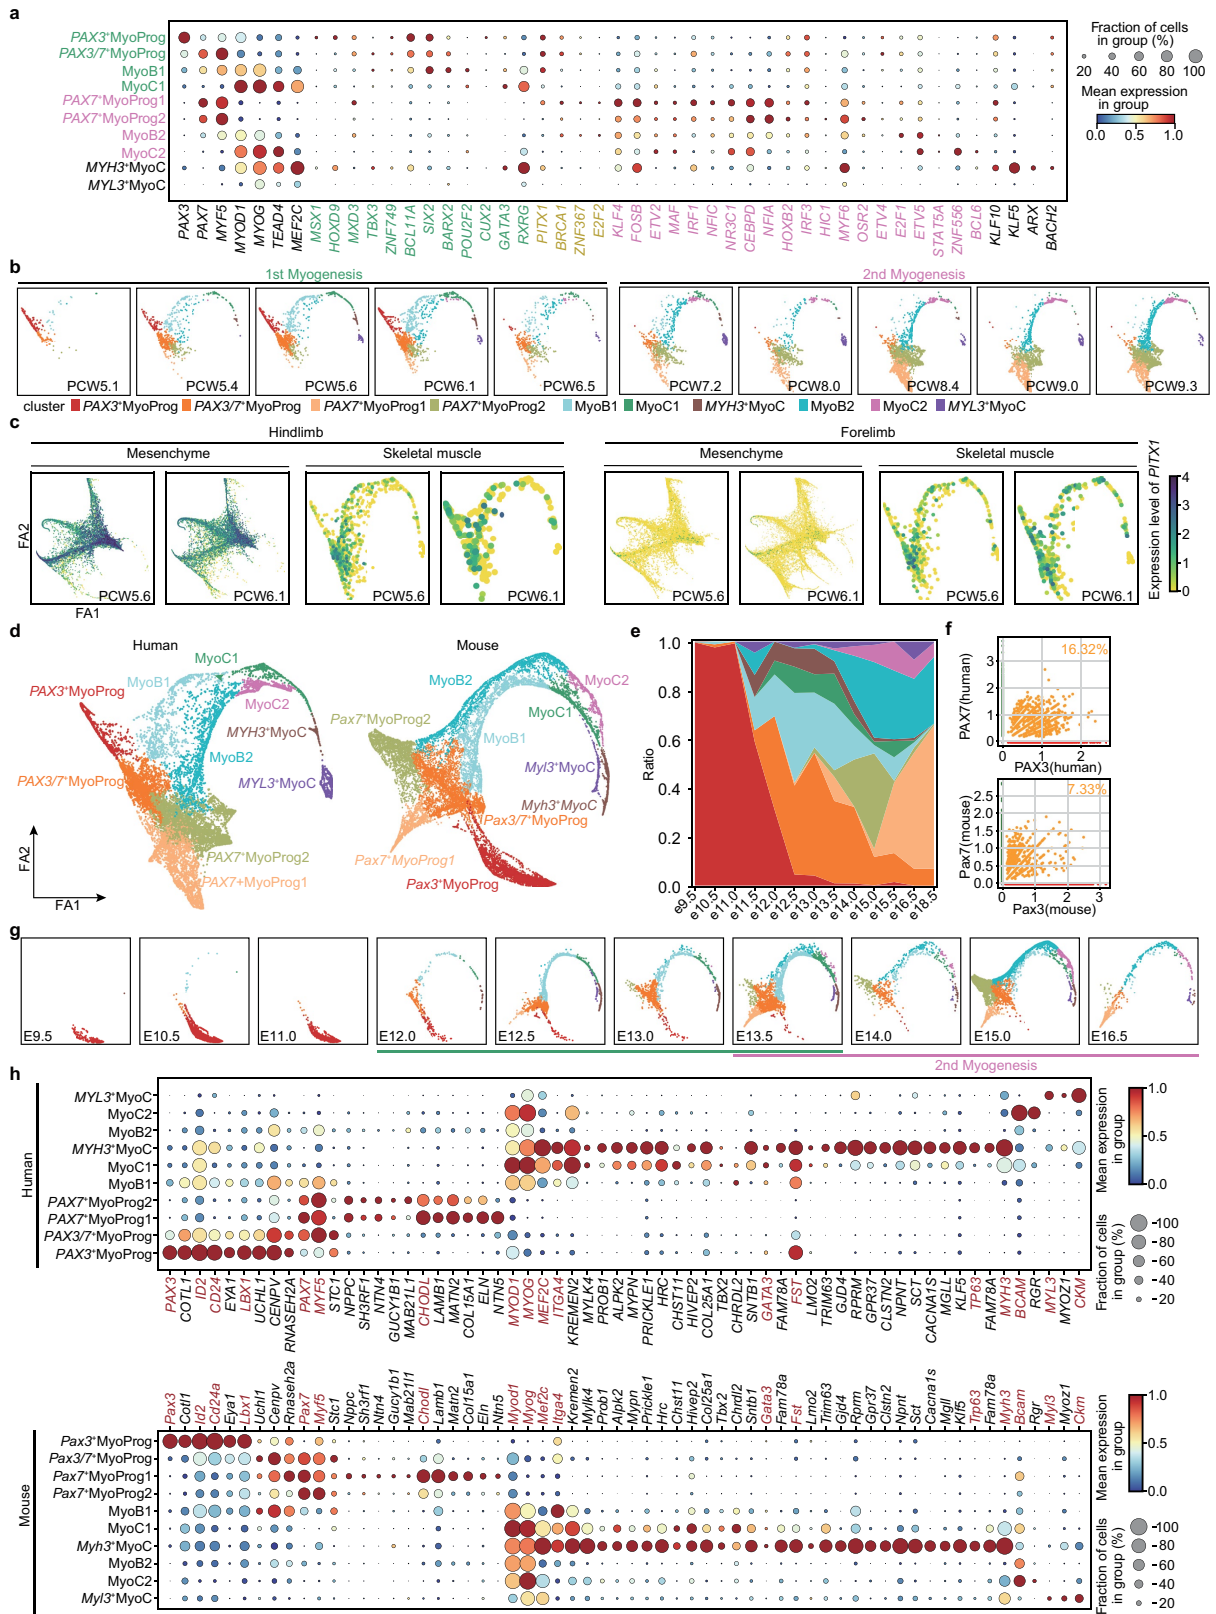 a
PAX3+MyoProg
PAX3/7+MyoProg
MyoB1
MyoC1
PAX7+MyoProg1
PAX7+MyoProg2
MyoB2
MyoC2
MYH3+MyoC
MYL3+MyoC
PAX3 PAX7 MYF5 MYOD1 MYOG TEAD4 MEF2C MSX1 HOXD9 MXD3 TBX3 ZNF749 BCL11A SIX2 BARX2 POU2F2 CUX2 GATA3 RXRG PITX1 BRCA1 ZNF367 E2F2 KLF4 FOSB ETV2 MAF IRF1 NFIC NR3C1 CEBPD NFIA HOXB2 IRF3 HIC1 MYF6 OSR2 ETV4 E2F1 ETV5 STAT5A ZNF556 BCL6 KLF10 KLF5 ARX BACH2
Fraction of cells
in group (%)
20 40 60 80 100
Mean expression
in group
0.0 0.5 1.0
b
1st Myogenesis 2nd Myogenesis
PCW5.1 PCW5.4 PCW5.6 PCW6.1 PCW6.5 PCW7.2 PCW8.0 PCW8.4 PCW9.0 PCW9.3
cluster PAX3+MyoProg PAX3/7+MyoProg PAX7+MyoProg1 PAX7+MyoProg2 MyoB1 MyoC1 MYH3+MyoC MyoB2 MyoC2 MYL3+MyoC
c
Hindlimb Forelimb
Mesenchyme Skeletal muscle Mesenchyme Skeletal muscle
PCW5.6 PCW6.1 PCW5.6 PCW6.1 PCW5.6 PCW6.1 PCW5.6 PCW6.1
FA2
FA1
Expression level of PITX1
4
3
2
1
0
d
Human Mouse
MyoC1
MyoB1
PAX3+MyoProg
MyoC2
MYH3+MyoC
MyoB2
PAX3/7+MyoProg
MYL3+MyoC
PAX7+MyoProg2
PAX7+MyoProg1
FA2
FA1
MyoB2
MyoC2
Pax7+MyoProg2
MyoC1
MyoB1
Myl3+MyoC
Myh3+MyoC
Pax3/7+MyoProg
Pax7+MyoProg1
Pax3+MyoProg
e
Ratio
1.0
0.8
0.6
0.4
0.2
0.0
e9.5 e10.5 e11.0 e11.5 e12.0 e12.5 e13.0 e13.5 e14.0 e15.0 e15.5 e16.5 e18.5
f
16.32%
PAX7(human)
3
2
1
0
0 1 2
PAX3(human)
7.33%
Pax7(mouse)
2.5
2.0
1.5
1.0
0.5
0.0
0 1 2 3
Pax3(mouse)
g
E9.5 E10.5 E11.0 E12.0 E12.5 E13.0 E13.5 E14.0 E15.0 E16.5
2nd Myogenesis
h
Human
MYL3+MyoC
MyoC2
MyoB2
MYH3+MyoC
MyoC1
MyoB1
PAX7+MyoProg2
PAX7+MyoProg1
PAX3/7+MyoProg
PAX3+MyoProg
PAX3 COTL1 ID2 CD24 EYA1 LBX1 UCHL1 CENPV RNASEH2A PAX7 MYF5 STC1 NPPC SH3RF1 NTN4 GUCY1B1 MAB21L1 CHODL LAMB1 MATN2 COL15A1 ELN NTN5 MYOD1 MYOG MEF2C ITGA4 KREMEN2 MYLK4 PROB1 ALPK2 MYPN PRICKLE1 HRC CHST11 HIVEP2 COL25A1 TBX2 CHRDL2 SNTB1 GATA3 FAM78A FST LMO2 TRIM63 GJD4 RPRM GPR37 CLSTN2 NPNT SCT CACNA1S MGLL KLF5 TP63 FAM78A MYH3 BCAM RGR MYL3 MYOZ1 CKM
Mean expression
in group
1.0
0.5
0.0
Fraction of cells
in group (%)
100
80
60
40
20
Pax3 Cotl1 Id2 Cd24a Eya1 Lbx1 Uchl1 Cenpv Rnaseh2a Pax7 Myf5 Stc1 Nppc Sh3rf1 Ntn4 Gucy1b1 Mab21l1 Chodl Lamb1 Matn2 Col15a1 Eln Ntn5 Myod1 Myog Mef2c Itga4 Kremen2 Mylk4 Prob1 Alpk2 Mypn Prickle1 Hrc Chst11 Hivep2 Col25a1 Tbx2 Chrdl2 Sntb1 Gata3 Fam78a Fst Lmo2 Trim63 Gjd4 Rprm Gpr37 Clstn2 Npnt Sct Cacna1s Mgll Klf5 Trp63 Fam78a Myh3 Bcam Rgr Myl3 Myoz1 Ckm
Mouse
Pax3+MyoProg
Pax3/7+MyoProg
Pax7+MyoProg1
Pax7+MyoProg2
MyoB1
MyoC1
Myh3+MyoC
MyoB2
MyoC2
Myl3+MyoC
Mean expression
in group
1.0
0.5
0.0
Fraction of cells
in group (%)
100
80
60
40
20